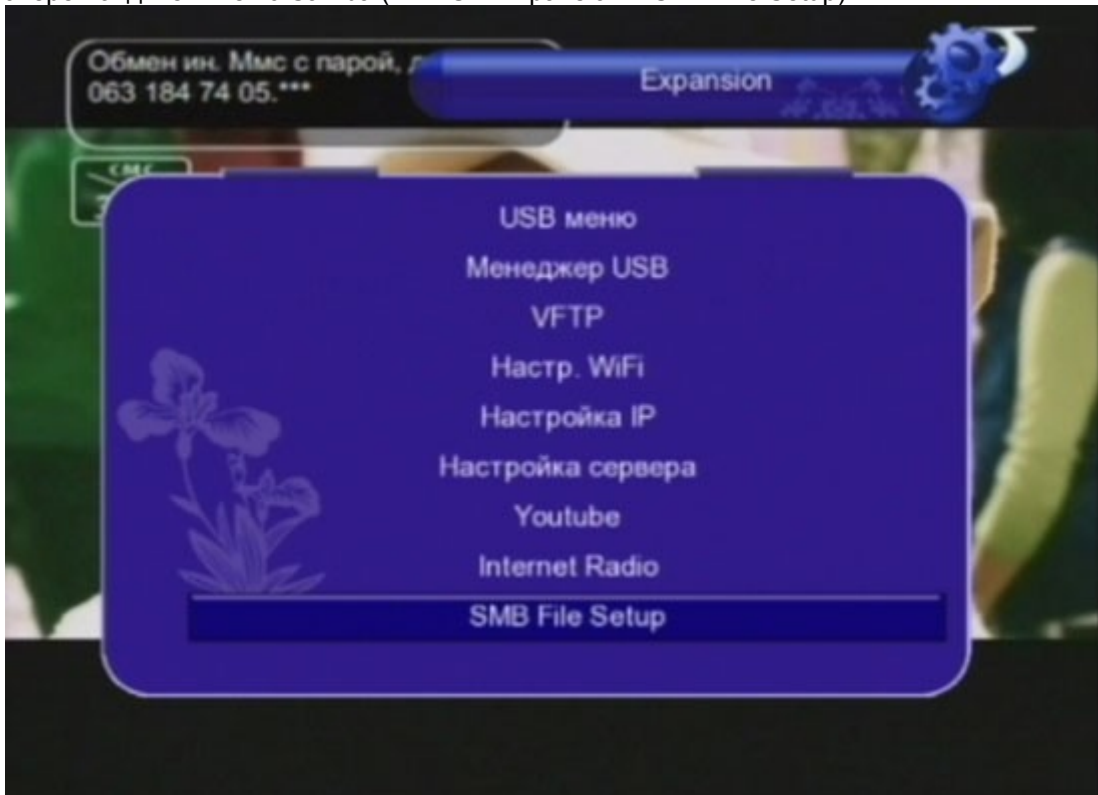 Обмен ин. Ммс с парой, д
063 184 74 05.***
Expansion
смс
USB меню
Менеджер USB
VFTP
Настр. WiFi
Настройка IP
Настройка сервера
Youtube
Internet Radio
SMB File Setup